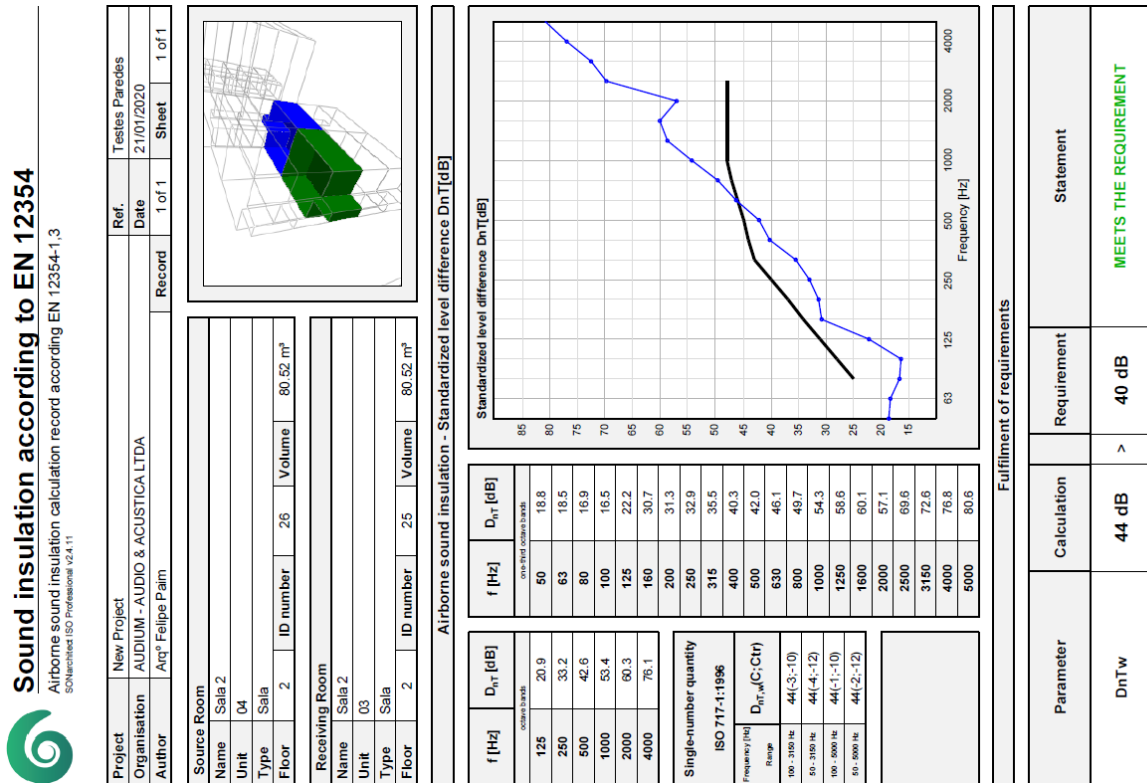 Sound insulation according to EN 12354
Airborne sound insulation calculation record according EN 12354-1,3
SONarchitect ISO Professional v2.4.11
Project New Project Ref. Testes Paredes
Organisation AUDIUM - AUDIO & ACUSTICA LTDA Date 21/01/2020
Author Arqº Felipe Paim Record 1 of 1 Sheet 1 of 1
Source Room
Name Sala 2
Unit 04
Type Sala
Floor 2 ID number 26 Volume 80.52 m³
Receiving Room
Name Sala 2
Unit 03
Type Sala
Floor 2 ID number 25 Volume 80.52 m³
Airborne sound insulation - Standardized level difference DnT[dB]
f [Hz] DnT [dB]
octave bands
125 20.9
250 33.2
500 42.6
1000 53.4
2000 60.3
4000 76.1
Single-number quantity
ISO 717-1:1996
Frequency [Hz]
Range
DnT,w(C;Ctr)
100 - 3150 Hz 44(-3;-10)
50 - 3150 Hz 44(-4;-12)
100 - 5000 Hz 44(-1;-10)
50 - 5000 Hz 44(-2;-12)
f [Hz] DnT [dB]
one-third octave bands
50 18.8
63 18.5
80 16.9
100 16.5
125 22.2
160 30.7
200 31.3
250 32.9
315 35.5
400 40.3
500 42.0
630 46.1
800 49.7
1000 54.3
1250 58.6
1600 60.1
2000 57.1
2500 69.6
3150 72.6
4000 76.8
5000 80.6
Standardized level difference DnT[dB]
85
80
75
70
65
60
55
50
45
40
35
30
25
20
15
63 125 250 500 1000 2000 4000
Frequency [Hz]
Fulfilment of requirements
Parameter Calculation Requirement Statement
DnTw 44 dB > 40 dB MEETS THE REQUIREMENT